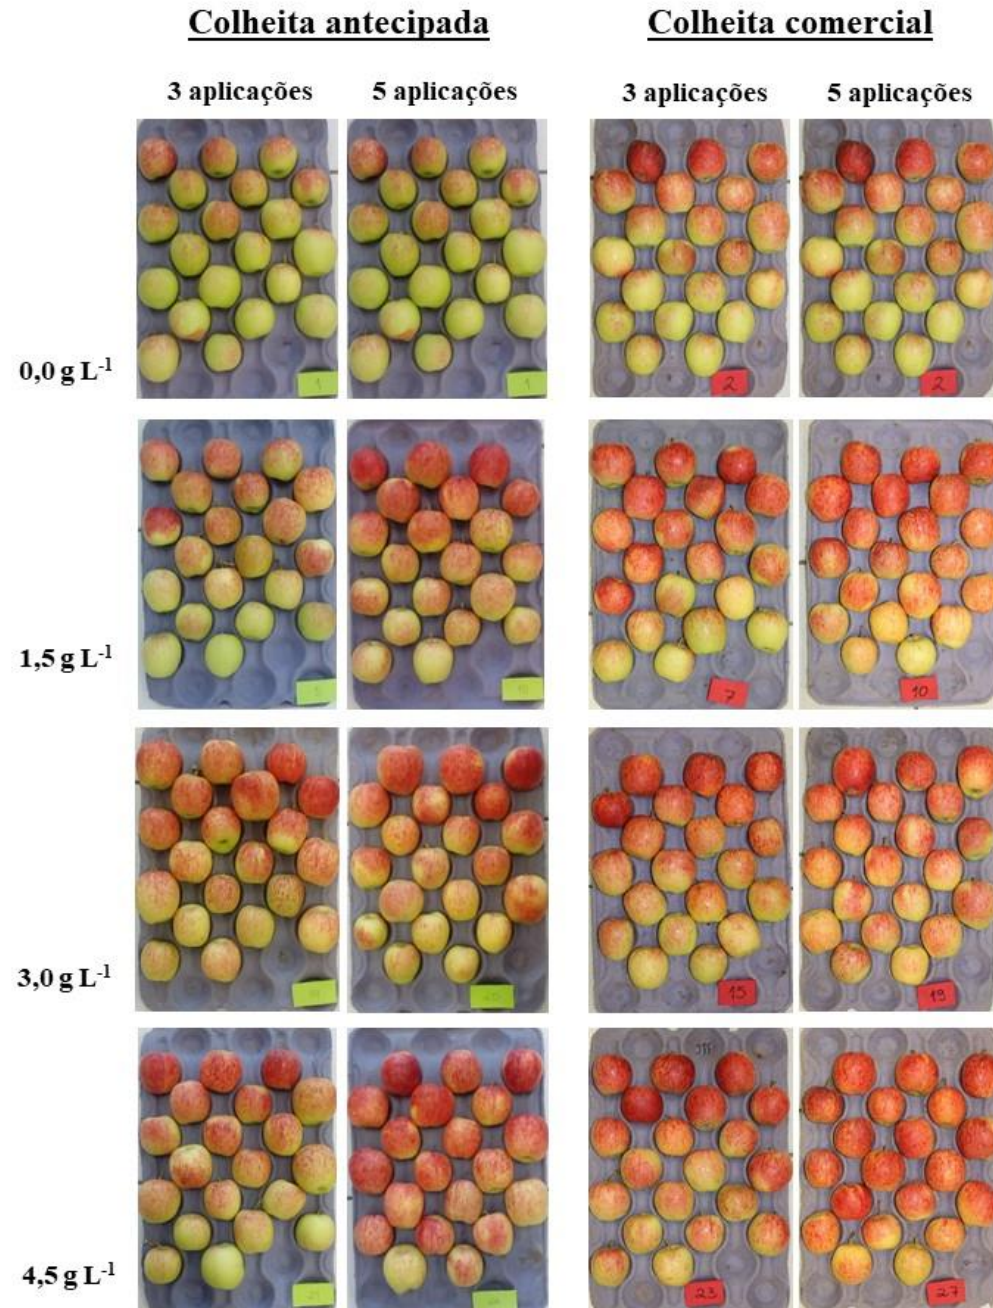 Colheita antecipada
Colheita comercial
3 aplicações
5 aplicações
3 aplicações
5 aplicações
0,0 g L⁻¹
1
1
2
2
1,5 g L⁻¹
7
10
3,0 g L⁻¹
15
19
4,5 g L⁻¹
23
27